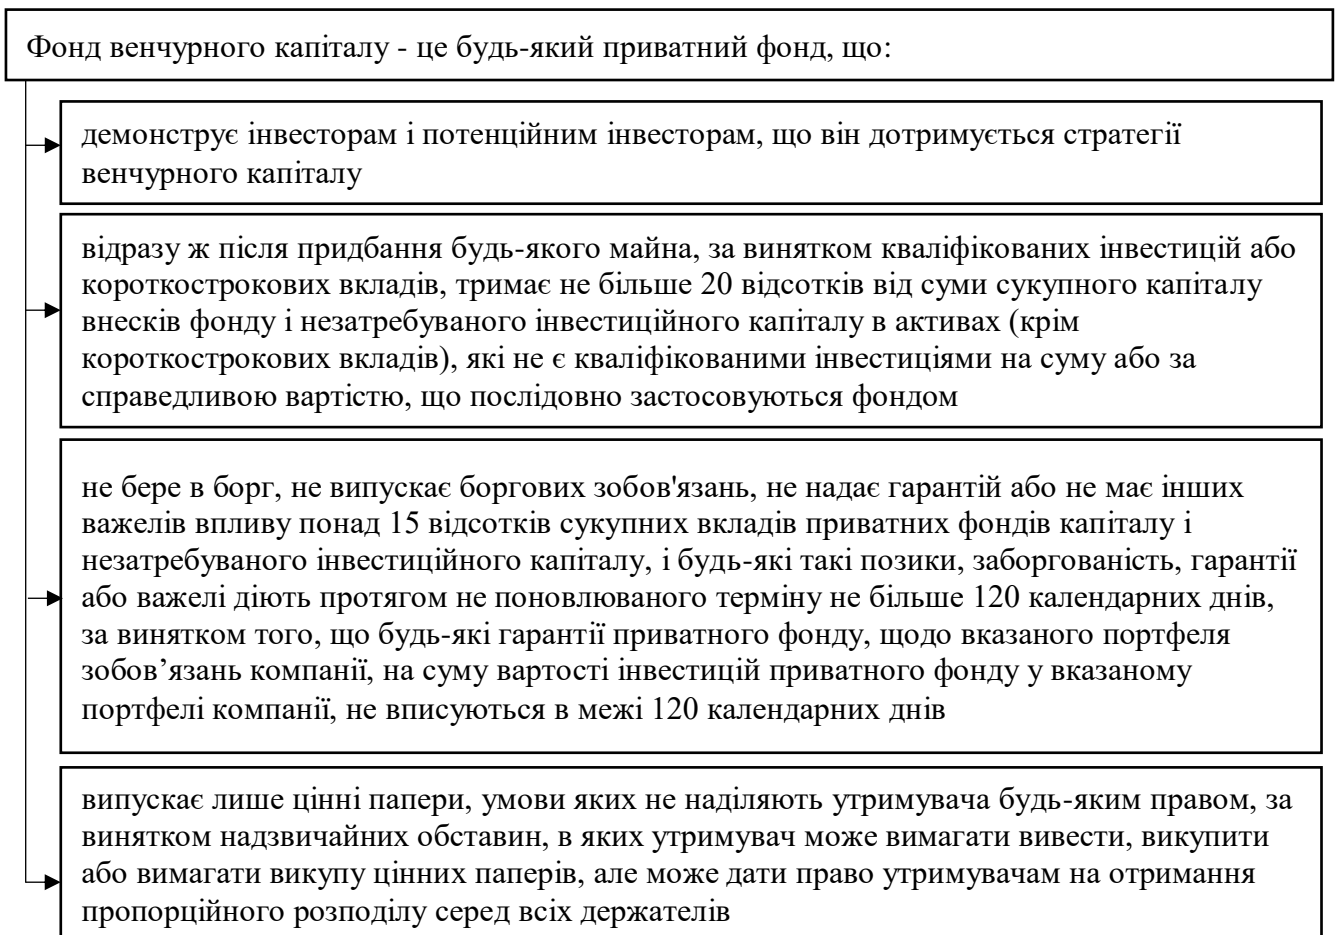 Фонд венчурного капіталу - це будь-який приватний фонд, що:
демонструє інвесторам і потенційним інвесторам, що він дотримується стратегії
венчурного капіталу
відразу ж після придбання будь-якого майна, за винятком кваліфікованих інвестицій або
короткострокових вкладів, тримає не більше 20 відсотків від суми сукупного капіталу
внесків фонду і незатребуваного інвестиційного капіталу в активах (крім
короткострокових вкладів), які не є кваліфікованими інвестиціями на суму або за
справедливою вартістю, що послідовно застосовуються фондом
не бере в борг, не випускає боргових зобов'язань, не надає гарантій або не має інших
важелів впливу понад 15 відсотків сукупних вкладів приватних фондів капіталу і
незатребуваного інвестиційного капіталу, і будь-які такі позики, заборгованість, гарантії
або важелі діють протягом не поновлюваного терміну не більше 120 календарних днів,
за винятком того, що будь-які гарантії приватного фонду, щодо вказаного портфеля
зобов’язань компанії, на суму вартості інвестицій приватного фонду у вказаному
портфелі компанії, не вписуються в межі 120 календарних днів
випускає лише цінні папери, умови яких не наділяють утримувача будь-яким правом, за
винятком надзвичайних обставин, в яких утримувач може вимагати вивести, викупити
або вимагати викупу цінних паперів, але може дати право утримувачам на отримання
пропорційного розподілу серед всіх держателів